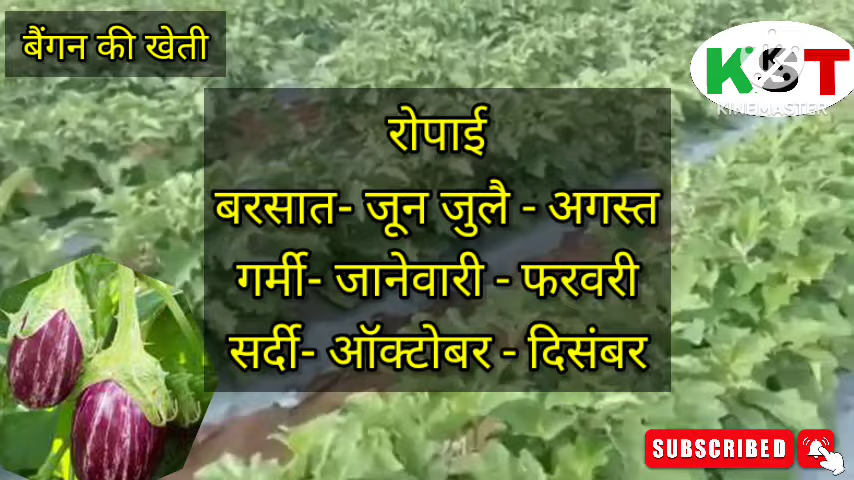 बैंगन की खेती
KST
KINEMASTER
रोपाई
बरसात- जून जुलै - अगस्त
गर्मी- जानेवारी - फरवरी
सर्दी- ऑक्टोबर - दिसंबर
SUBSCRIBED